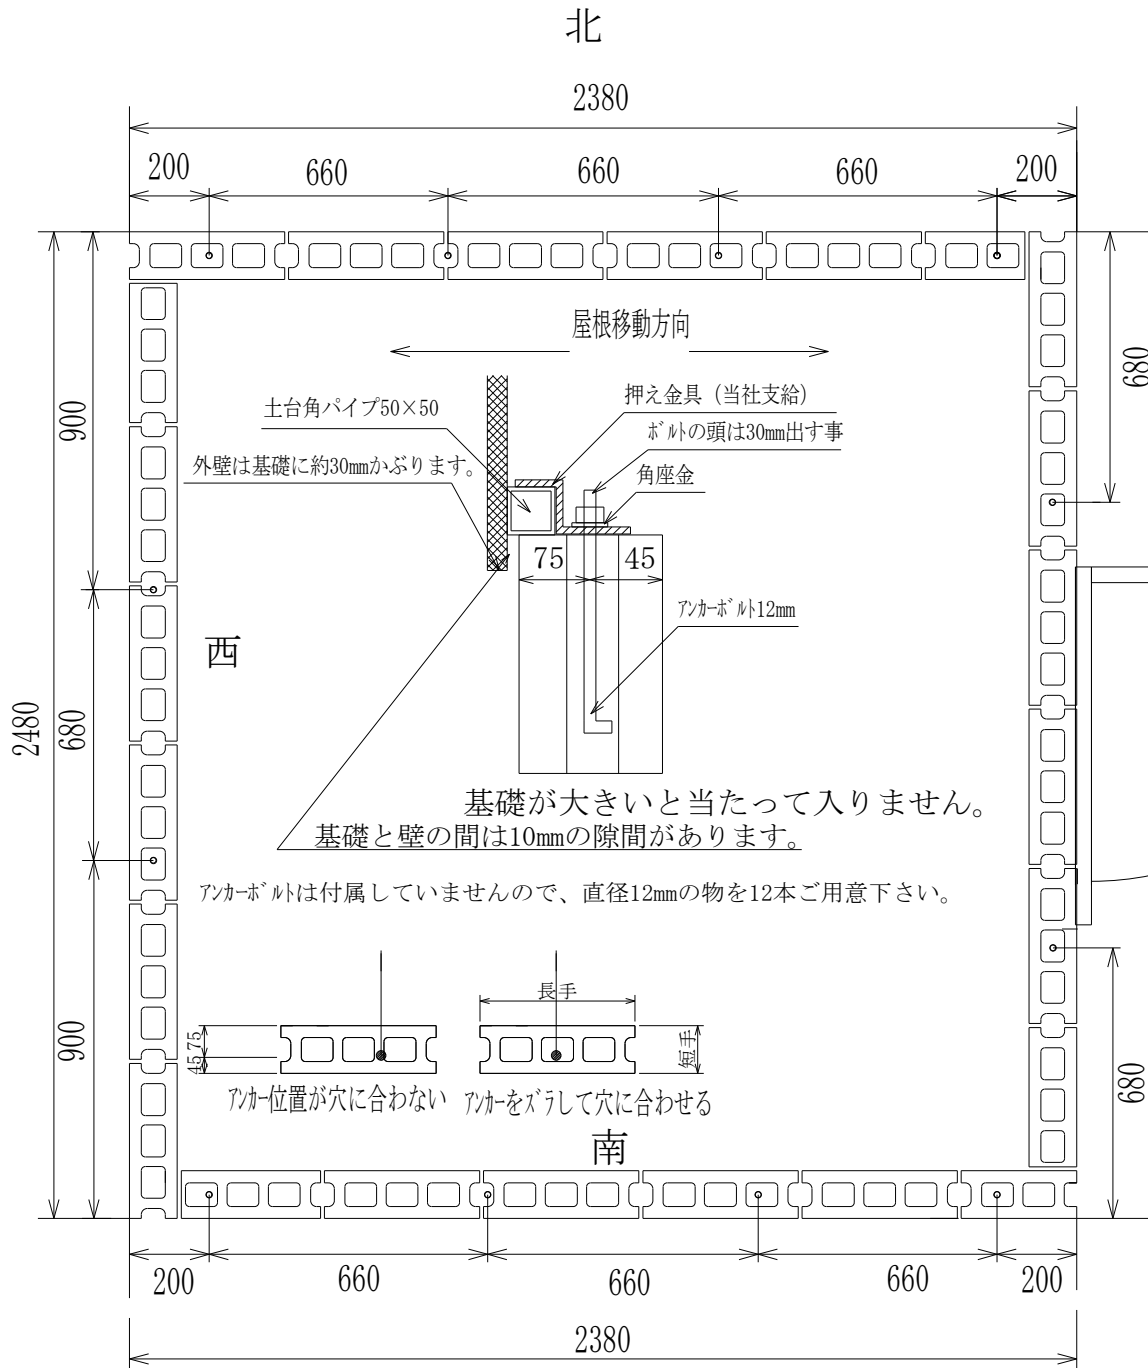 北
2380
200 660 660 660 200
屋根移動方向
土台角パイプ50×50
押え金具（当社支給）
ボルトの頭は30mm出す事
外壁は基礎に約30mmかぶります。
角座金
75 45
アンカーボルト12mm
680
900
西
2480
680
基礎が大きいと当たって入りません。
基礎と壁の間は10mmの隙間があります。
アンカーボルトは付属していませんので、直径12mmの物を12本ご用意下さい。
900
長手
45 75
短手
アンカー位置が穴に合わない
アンカーをズラして穴に合わせる
680
南
200 660 660 660 200
2380